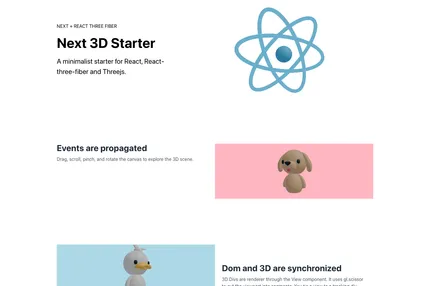 NEXT + REACT THREE FIBER
Next 3D Starter
A minimalist starter for React, React-
three-fiber and Threejs.
Events are propagated
Drag, scroll, pinch, and rotate the canvas to explore the 3D scene.
Dom and 3D are synchronized
3D Divs are renderer through the View component. It uses gl.scissor